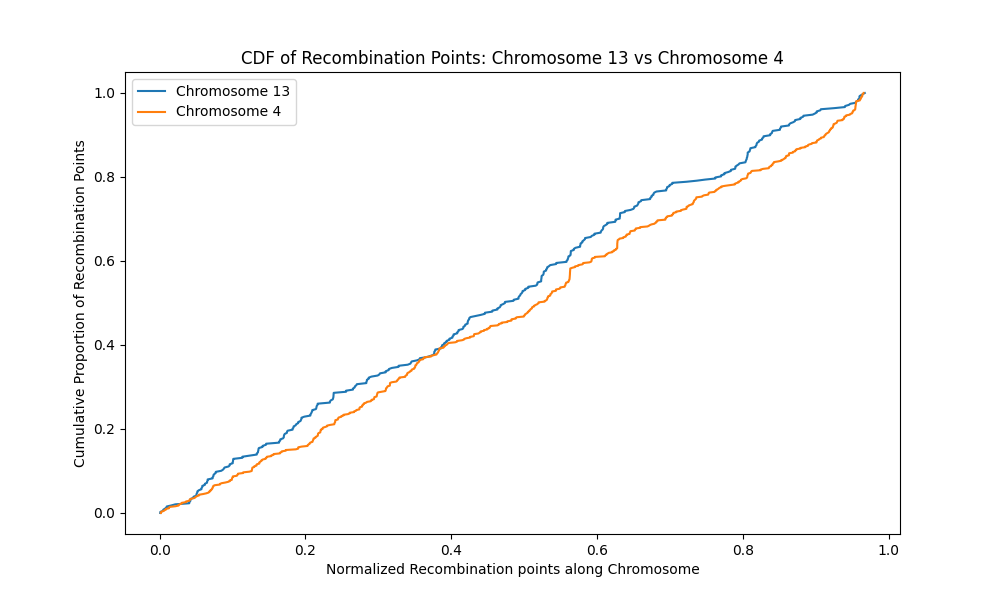 CDF of Recombination Points: Chromosome 13 vs Chromosome 4
Chromosome 13
Chromosome 4
Cumulative Proportion of Recombination Points
1.0
0.8
0.6
0.4
0.2
0.0
0.0 0.2 0.4 0.6 0.8 1.0
Normalized Recombination points along Chromosome